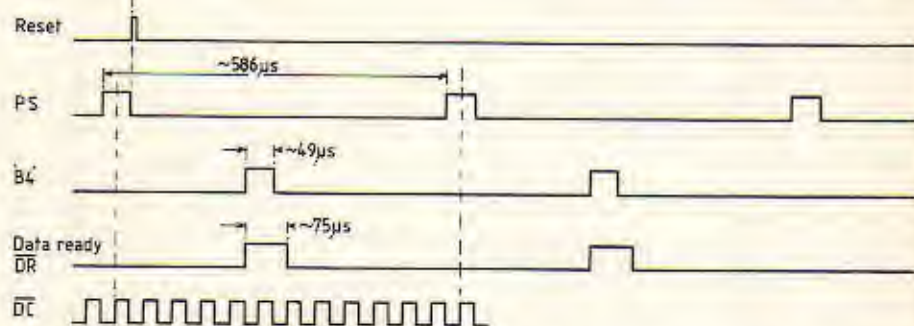 Reset
~586µs
PS
~49µs
B4
~75µs
Data ready
DR
DC